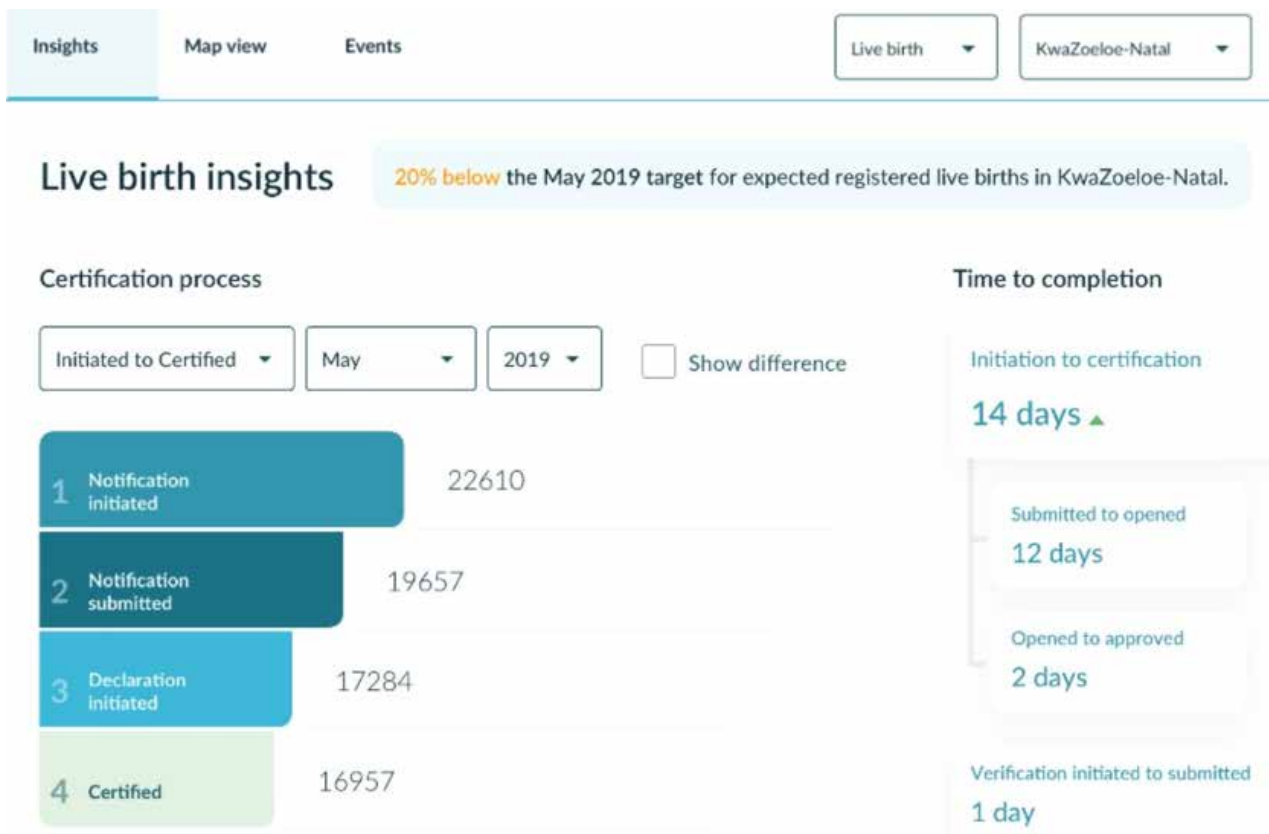 Insights
Map view
Events
Live birth
KwaZoeloe-Natal
Live birth insights
20% below the May 2019 target for expected registered live births in KwaZoeloe-Natal.
Certification process
Initiated to Certified
May
2019
Show difference
1
Notification
initiated
22610
2
Notification
submitted
19657
3
Declaration
initiated
17284
4
Certified
16957
Time to completion
Initiation to certification
14 days
Submitted to opened
12 days
Opened to approved
2 days
Verification initiated to submitted
1 day